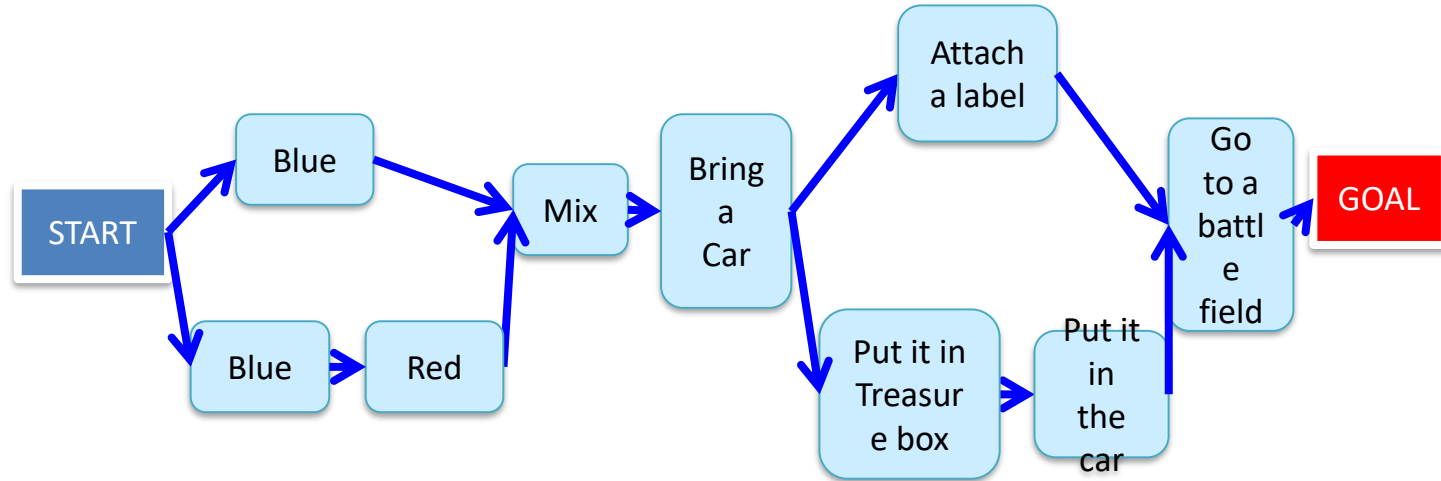 START
Blue
Blue
Red
Mix
Bring
a
Car
Attach
a label
Put it in
Treasur
e box
Put it
in
the
car
Go
to a
battl
e
field
GOAL